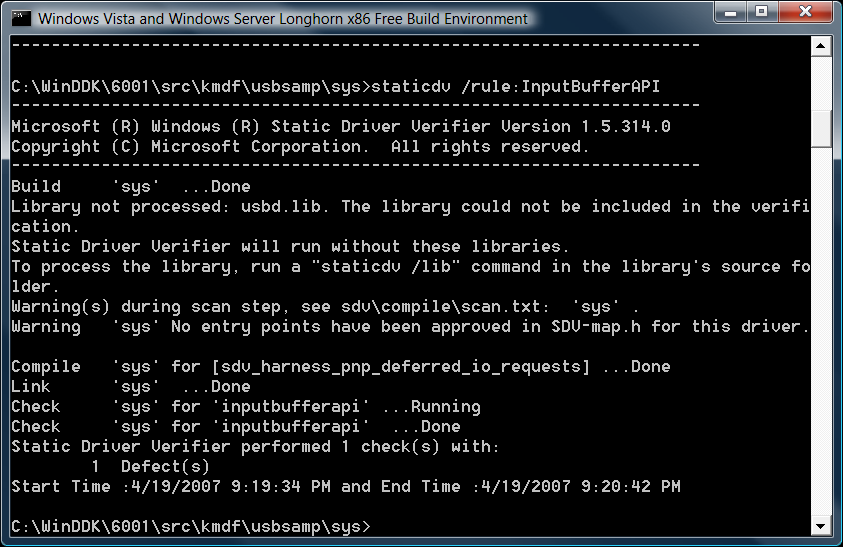 Windows Vista and Windows Server Longhorn x86 Free Build Environment
---------------------------------------------------------------------
C:\WinDDK\6001\src\kmdf\usbsamp\sys>staticdv /rule:InputBufferAPI
---------------------------------------------------------------------
Microsoft (R) Windows (R) Static Driver Verifier Version 1.5.314.0
Copyright (C) Microsoft Corporation.  All rights reserved.
---------------------------------------------------------------------
Build     'sys'  ...Done
Library not processed: usbd.lib. The library could not be included in the verifi
cation.
Static Driver Verifier will run without these libraries.
To process the library, run a "staticdv /lib" command in the library's source fo
lder.
Warning(s) during scan step, see sdv\compile\scan.txt:  'sys' .
Warning   'sys' No entry points have been approved in SDV-map.h for this driver.
Compile   'sys' for [sdv_harness_pnp_deferred_io_requests] ...Done
Link      'sys'  ...Done
Check     'sys' for 'inputbufferapi' ...Running
Check     'sys' for 'inputbufferapi'  ...Done
Static Driver Verifier performed 1 check(s) with:
        1  Defect(s)
Start Time :4/19/2007 9:19:34 PM and End Time :4/19/2007 9:20:42 PM
C:\WinDDK\6001\src\kmdf\usbsamp\sys>